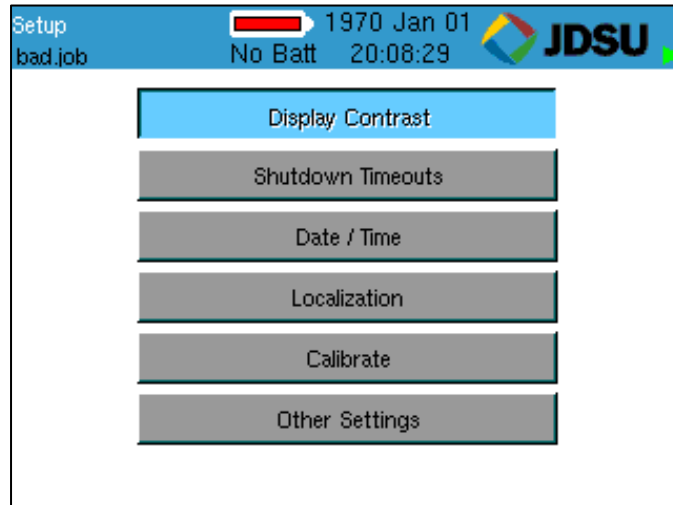 Setup
bad.job
1970 Jan 01
No Batt 20:08:29
JDSU
Display Contrast
Shutdown Timeouts
Date / Time
Localization
Calibrate
Other Settings